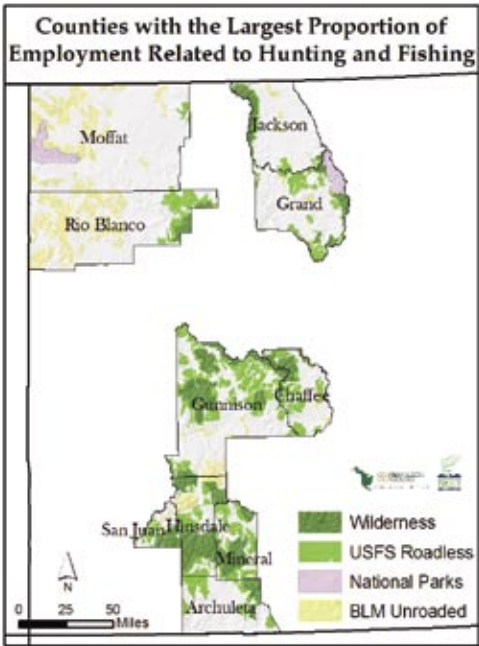 Counties with the Largest Proportion of
Employment Related to Hunting and Fishing
Moffat
Jackson
Rio Blanco
Grand
Gunnison
Chaffee
San Juan
Hinsdale
Mineral
Archuleta
Wilderness
USFS Roadless
National Parks
BLM Unroaded
N
0 25 50
Miles